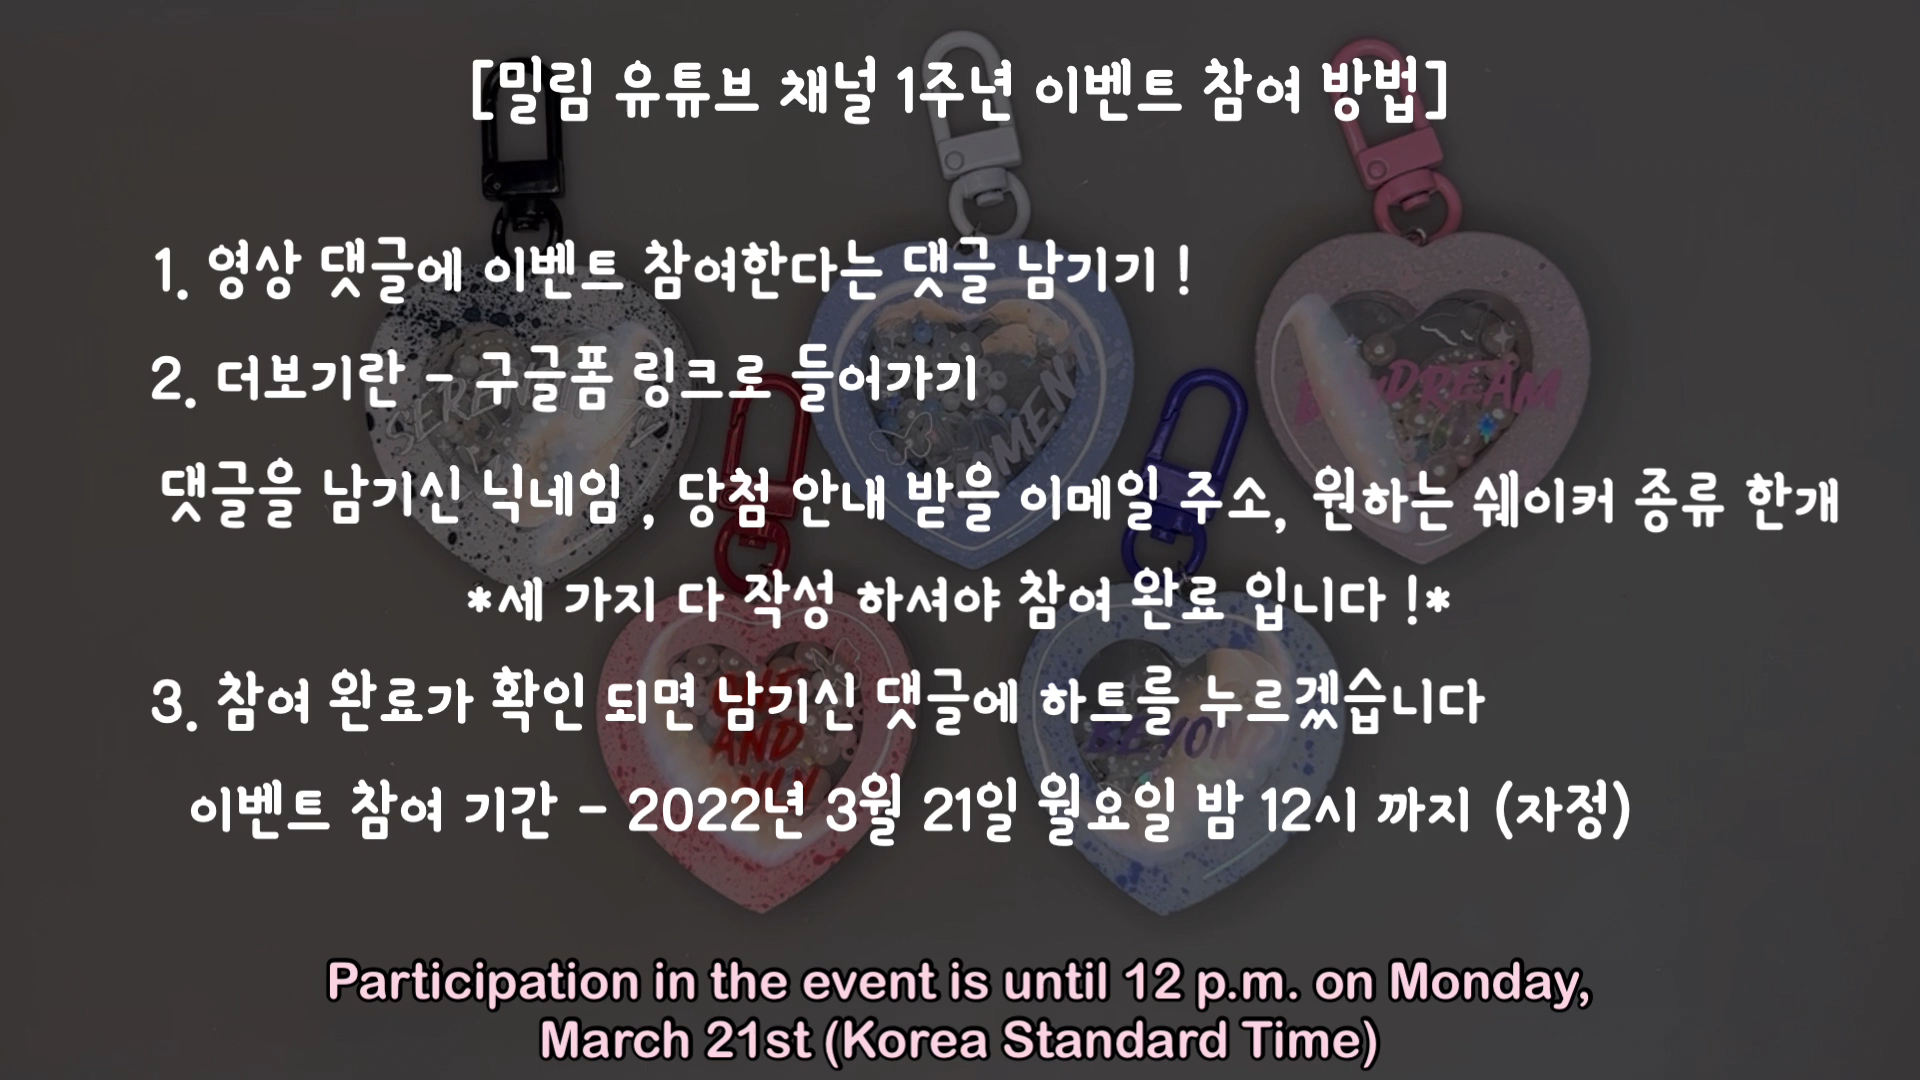 [밀림 유튜브 채널 1주년 이벤트 참여 방법]
1. 영상 댓글에 이벤트 참여한다는 댓글 남기기 !
2. 더보기란 - 구글폼 링크로 들어가기
댓글을 남기신 닉네임 , 당첨 안내 받을 이메일 주소, 원하는 쉐이커 종류 한개
*세 가지 다 작성 하셔야 참여 완료 입니다 !*
3. 참여 완료가 확인 되면 남기신 댓글에 하트를 누르겠습니다
이벤트 참여 기간 - 2022년 3월 21일 월요일 밤 12시 까지 (자정)
MOMENT
DAYDREAM
AND
ONLY
BEYOND
Participation in the event is until 12 p.m. on Monday,
March 21st (Korea Standard Time)